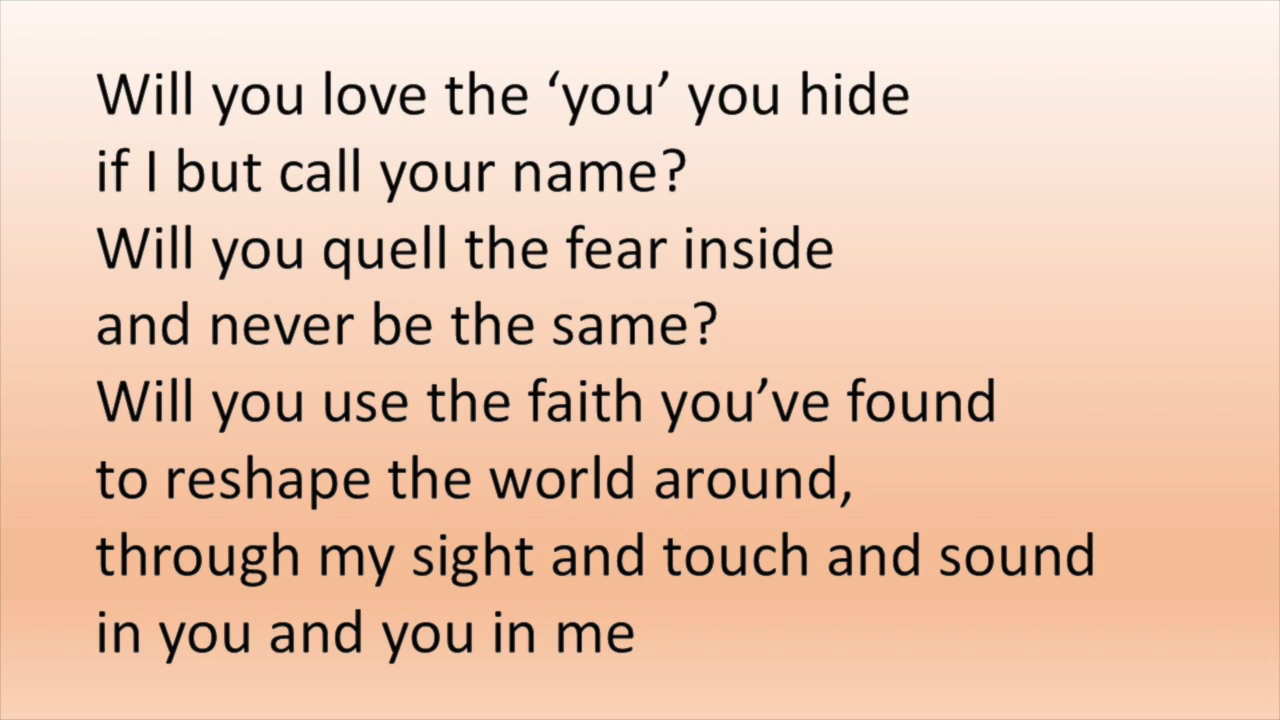 Will you love the ‘you’ you hide
if I but call your name?
Will you quell the fear inside
and never be the same?
Will you use the faith you’ve found
to reshape the world around,
through my sight and touch and sound
in you and you in me